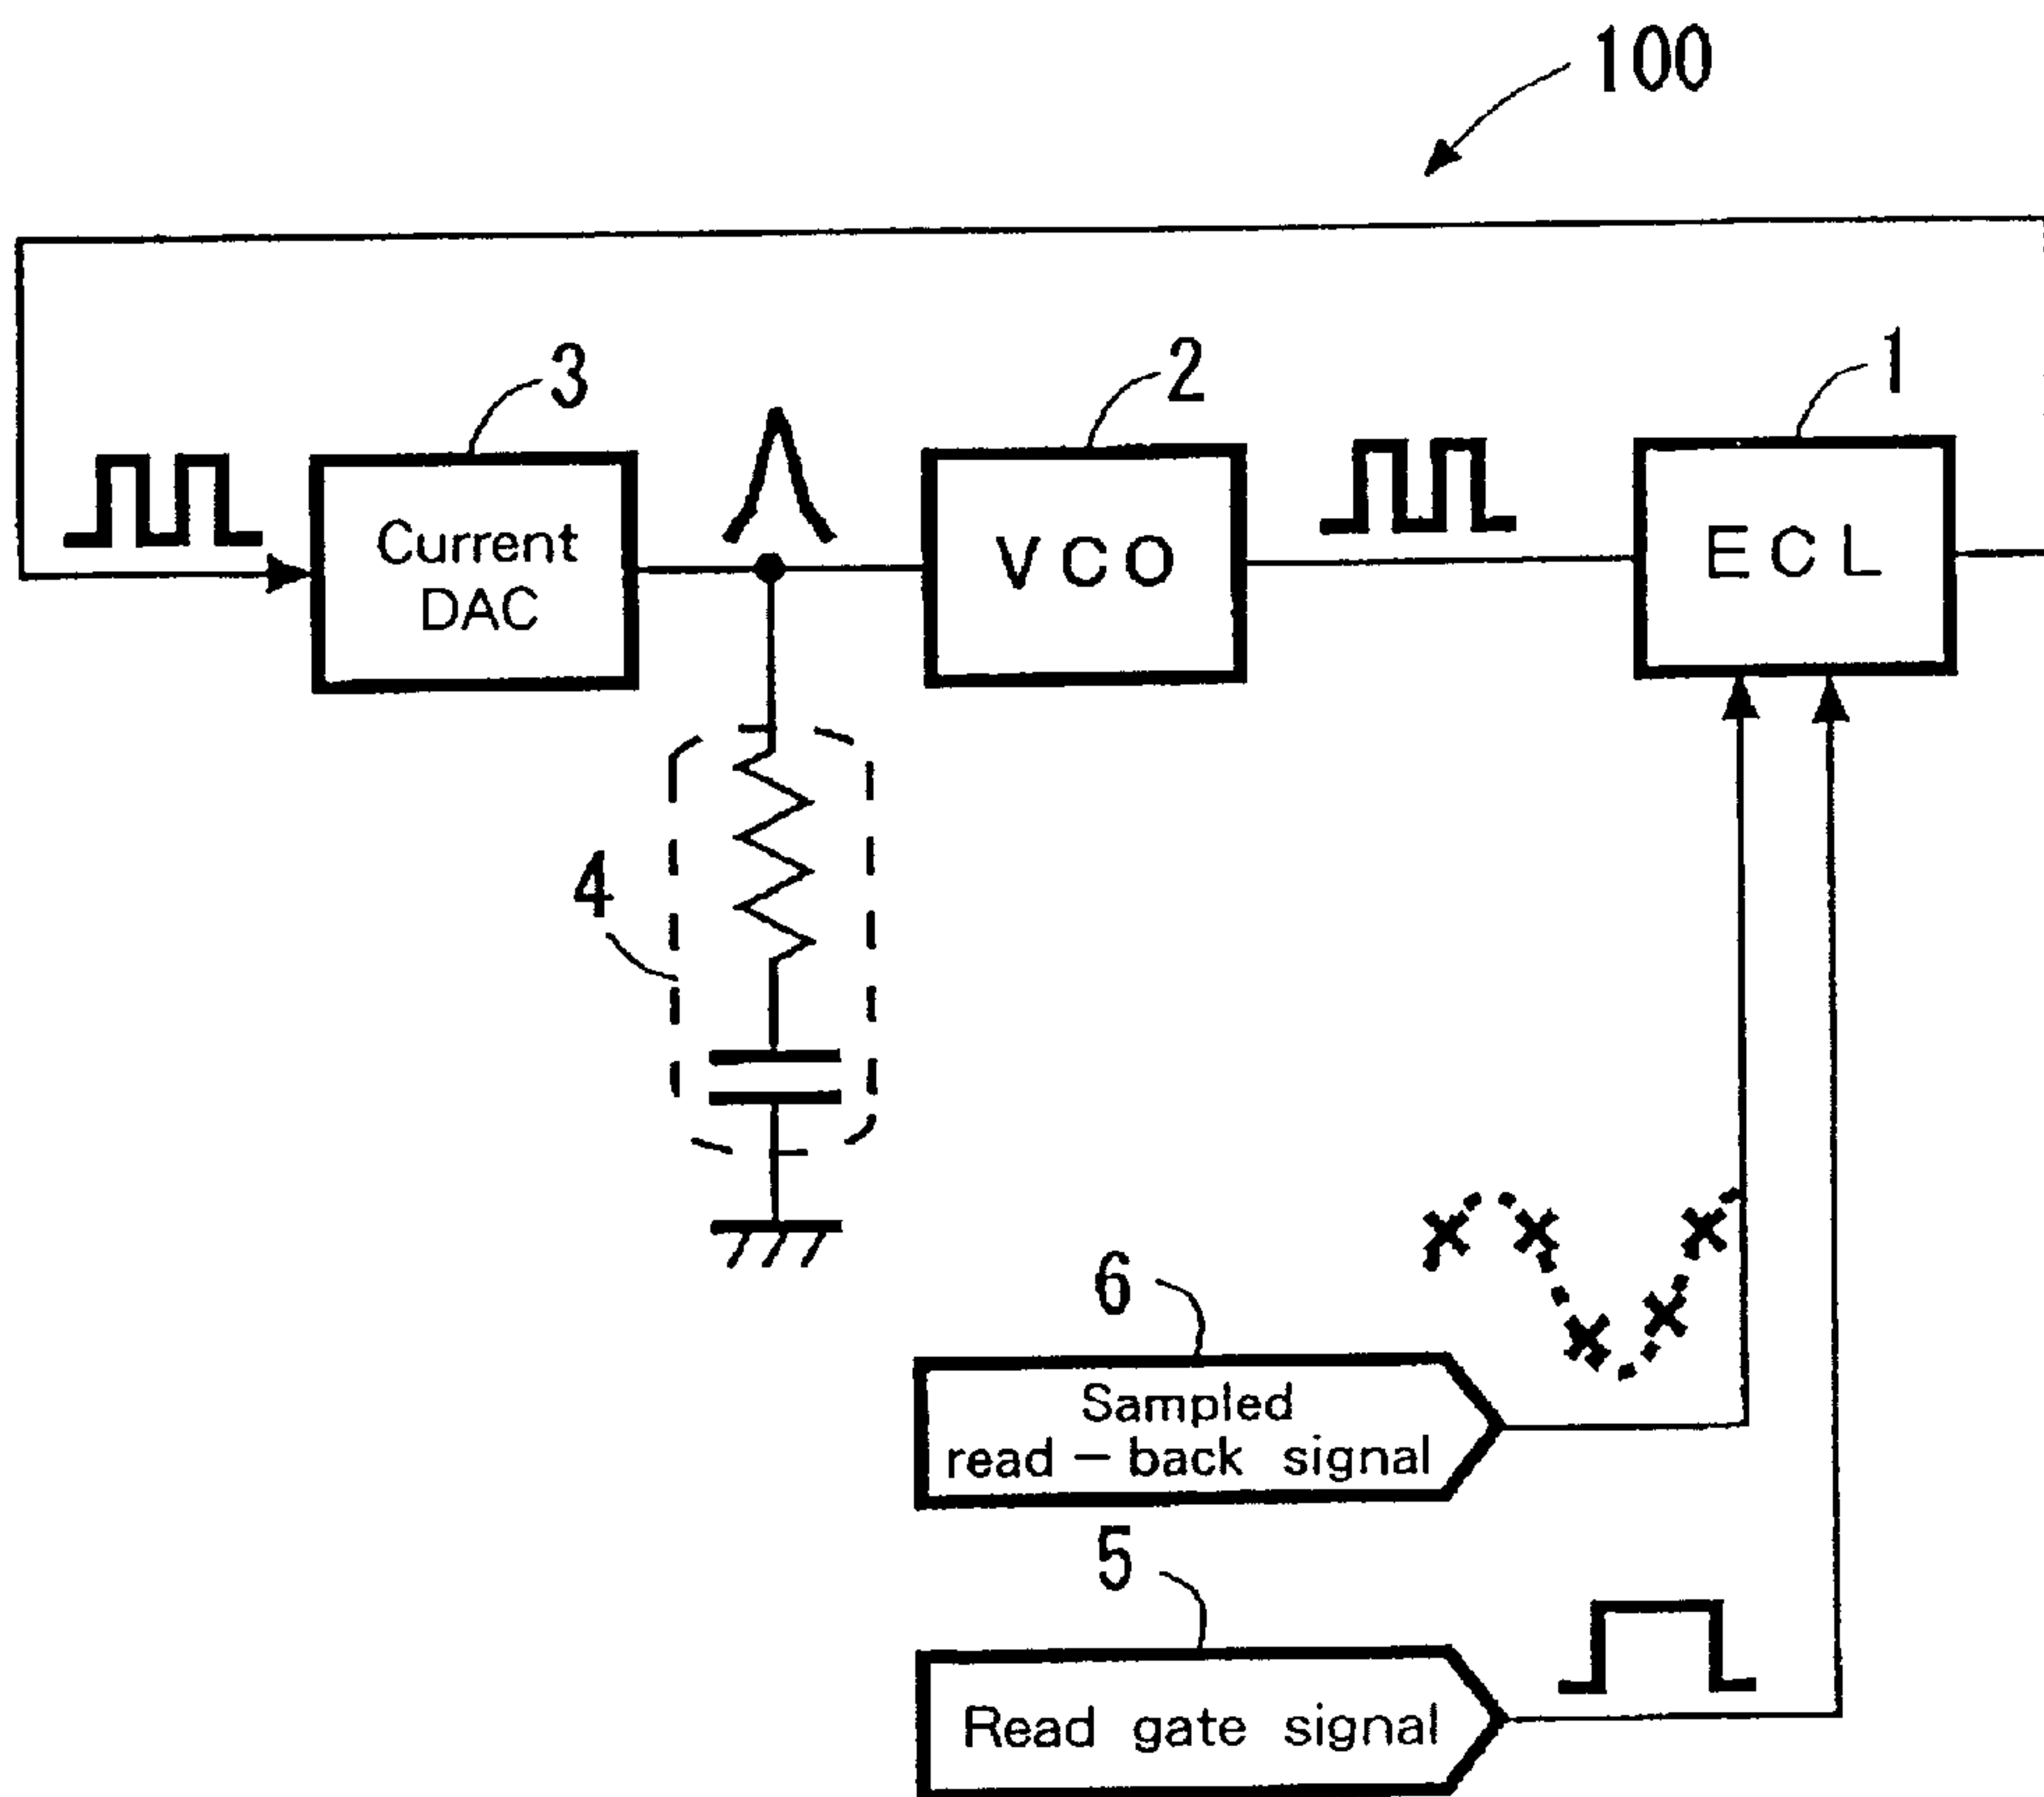 100
3
2
1
Current
DAC
VCO
ECL
4
6
Sampled
read-back signal
5
Read gate signal